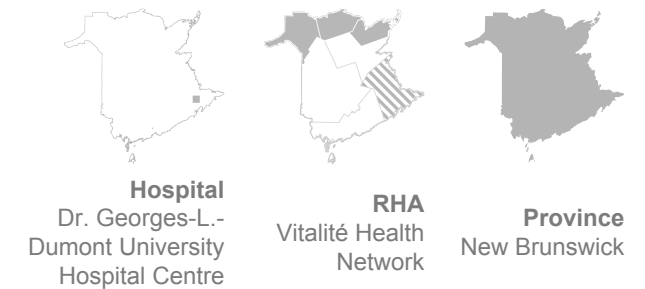 Hospital
Dr. Georges-L.-
Dumont University
Hospital Centre
RHA
Vitalité Health
Network
Province
New Brunswick